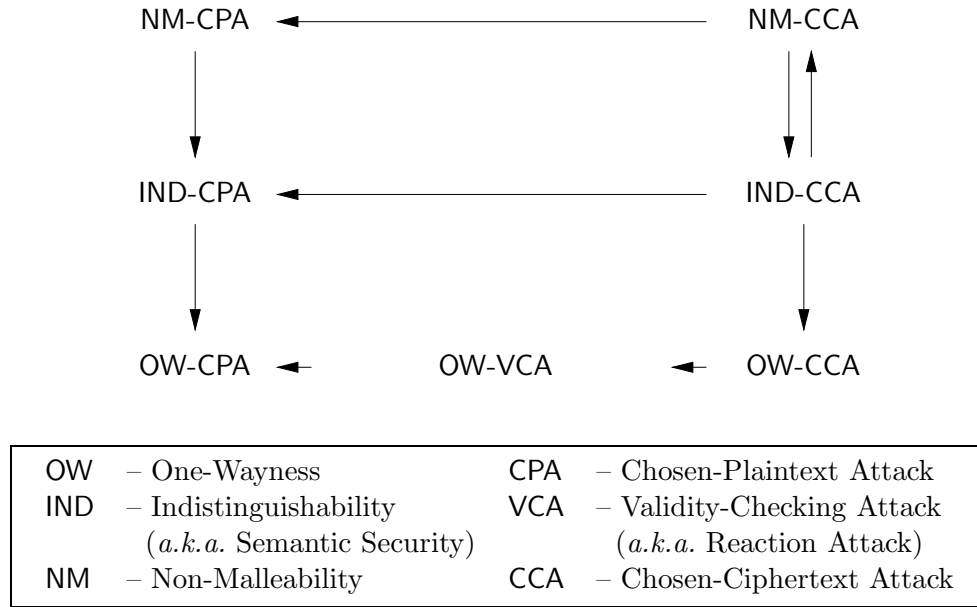 NM-CPA NM-CCA
IND-CPA IND-CCA
OW-CPA OW-VCA OW-CCA
OW – One-Wayness CPA – Chosen-Plaintext Attack
IND – Indistinguishability VCA – Validity-Checking Attack
(a.k.a. Semantic Security) (a.k.a. Reaction Attack)
NM – Non-Malleability CCA – Chosen-Ciphertext Attack